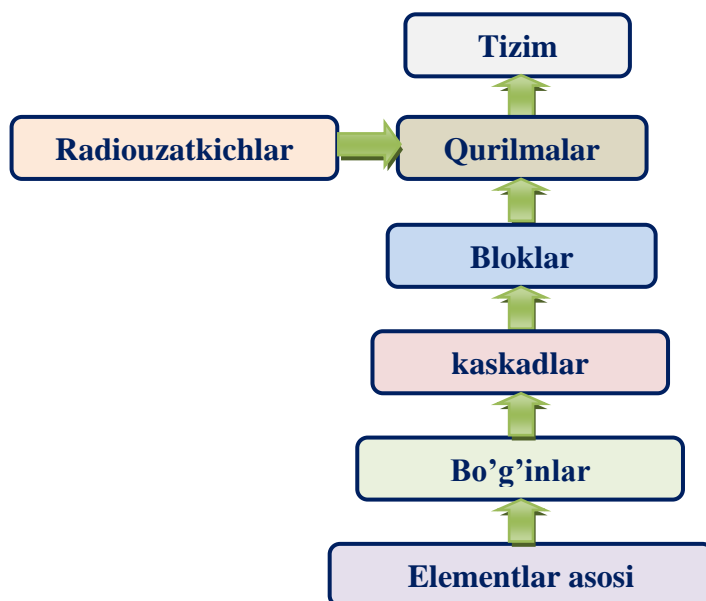 Tizim
Radiouzatkichlar
Qurilmalar
Bloklar
kaskadlar
Bo’g’inlar
Elementlar asosi